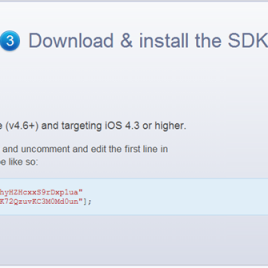 3 Download & install the SDK
(v4.6+) and targeting iOS 4.3 or higher.
and uncomment and edit the first line in
e like so:
hyHZHcxxS9rDxplua"
K72QzuvKC3M0Md0un"];